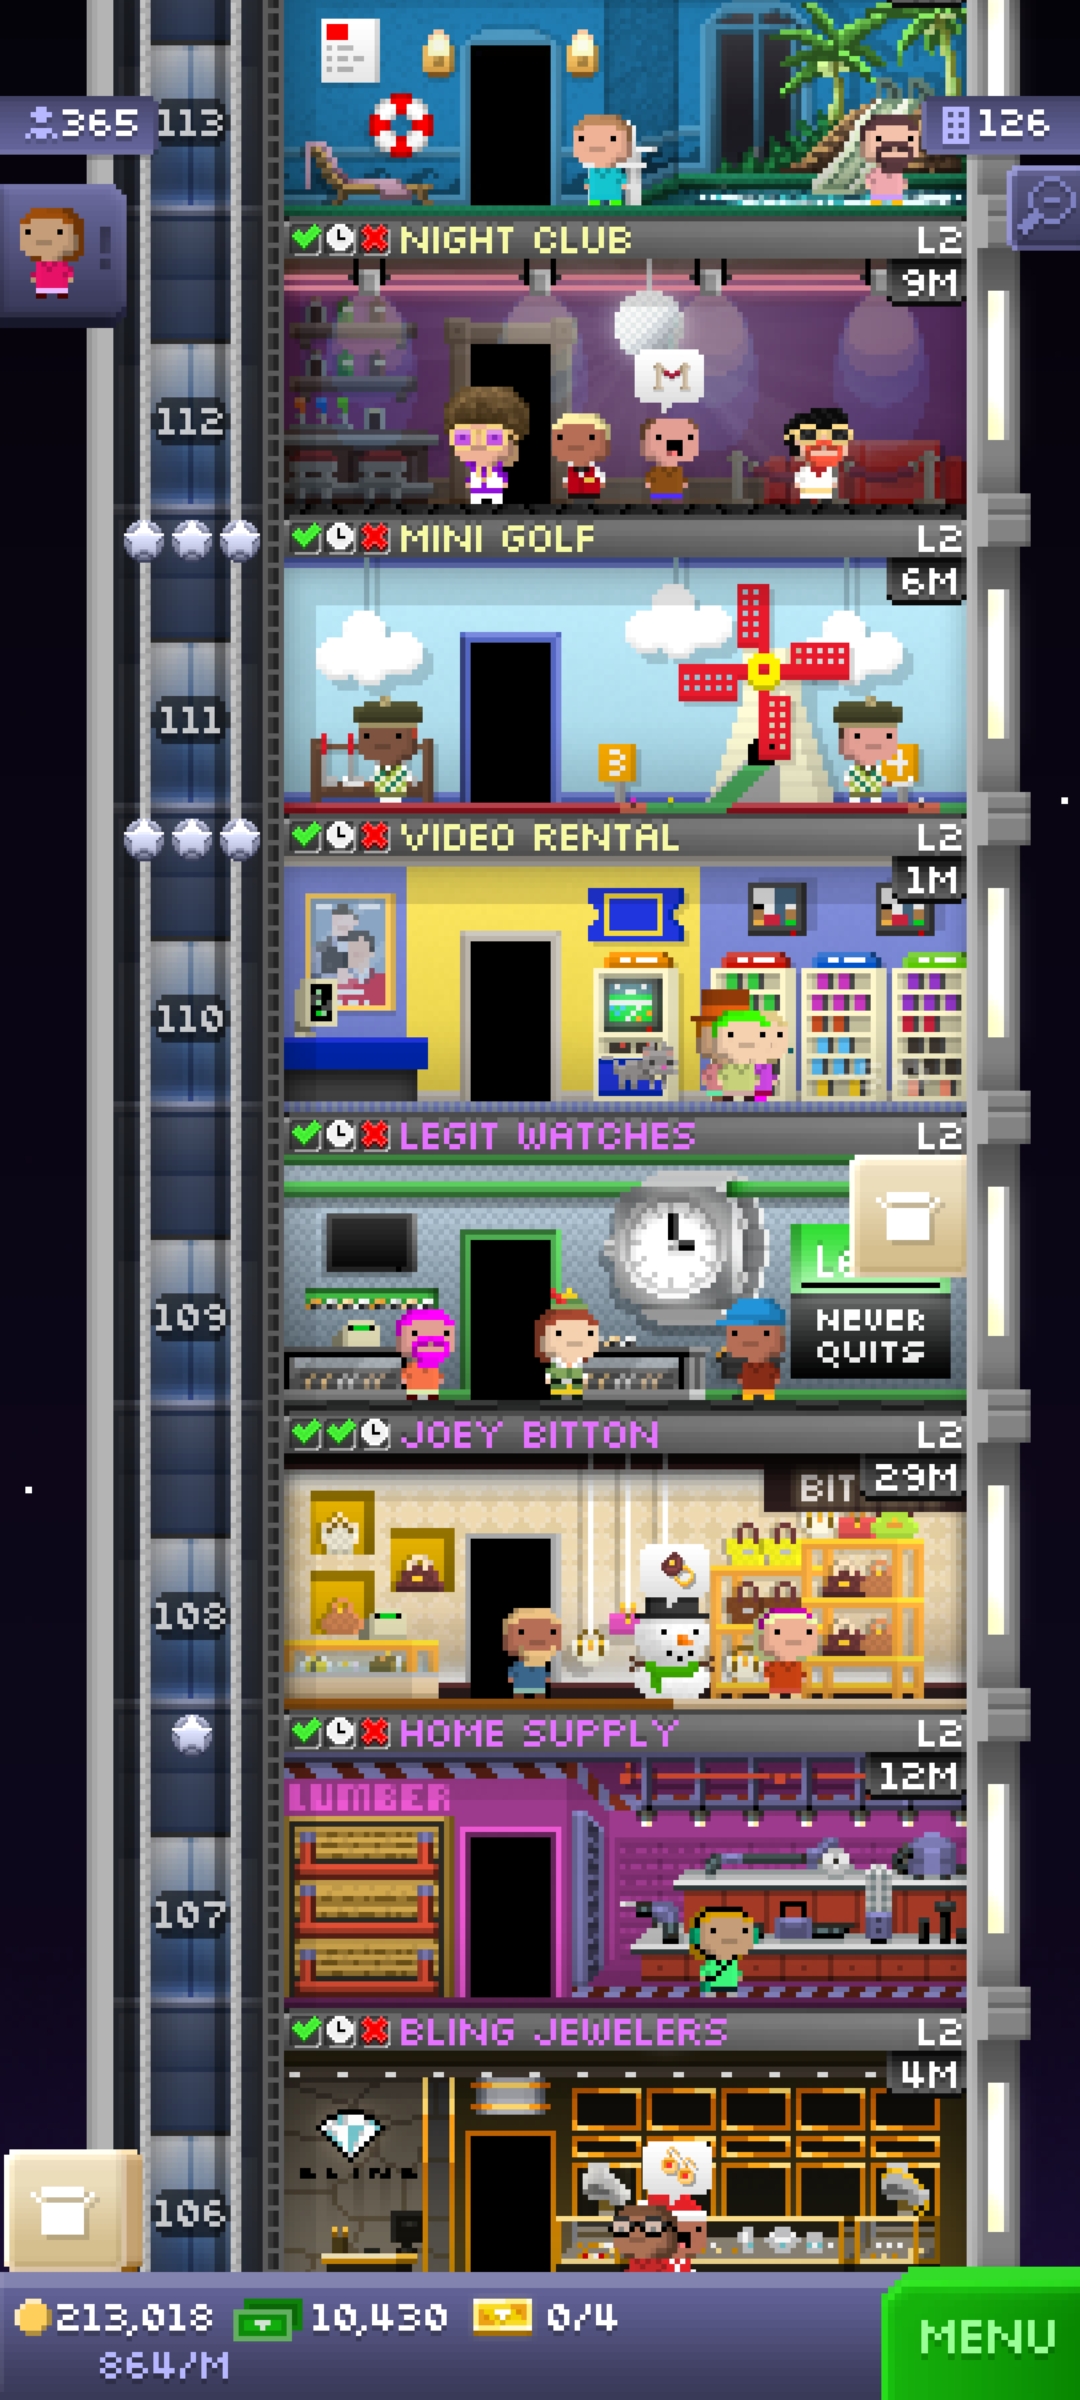 113
365
126
NIGHT CLUB L2
9M
112
MINI GOLF L2
6M
111
3
VIDEO RENTAL L2
1M
110
LEGIT WATCHES L2
NEVER
QUITS
109
JOEY BITTON L2
BIT 29M
108
HOME SUPPLY L2
12M
LUMBER
107
BLING JEWELERS L2
4M
BLING
106
213,018 10,430 0/4
864/M
MENU